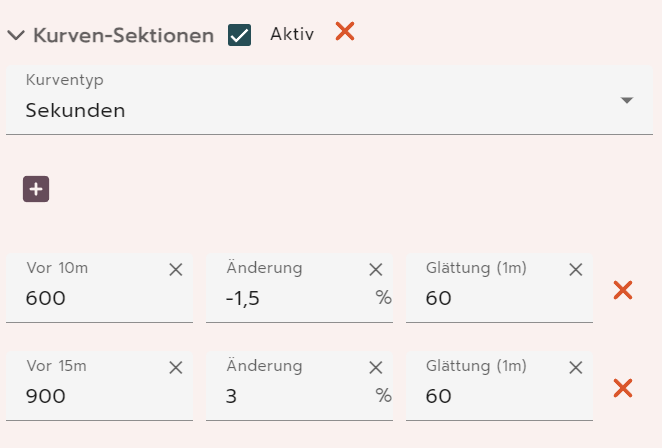 Kurven-Sektionen Aktiv
Kurventyp
Sekunden
Vor 10m Änderung Glättung (1m)
600 -1,5 % 60
Vor 15m Änderung Glättung (1m)
900 3 % 60